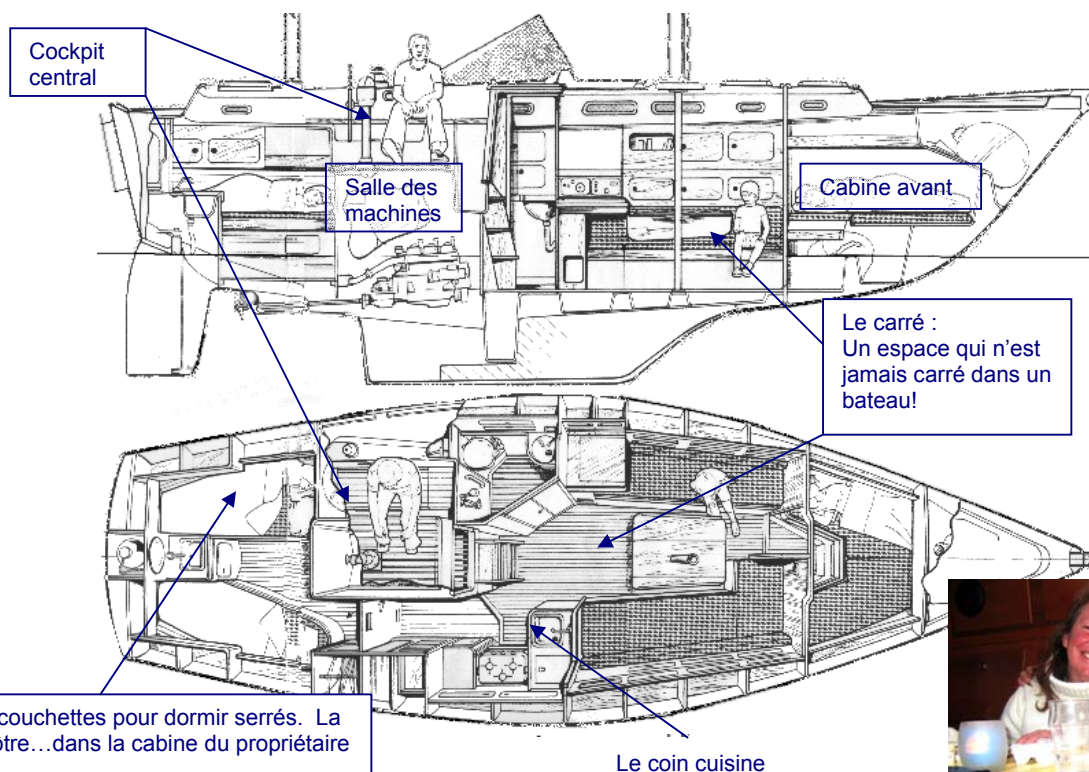 Cockpit
central
Salle des
machines
Cabine avant
Le carré :
Un espace qui n’est
jamais carré dans un
bateau!
couchettes pour dormir serrés.  La
nôtre…dans la cabine du propriétaire
Le coin cuisine